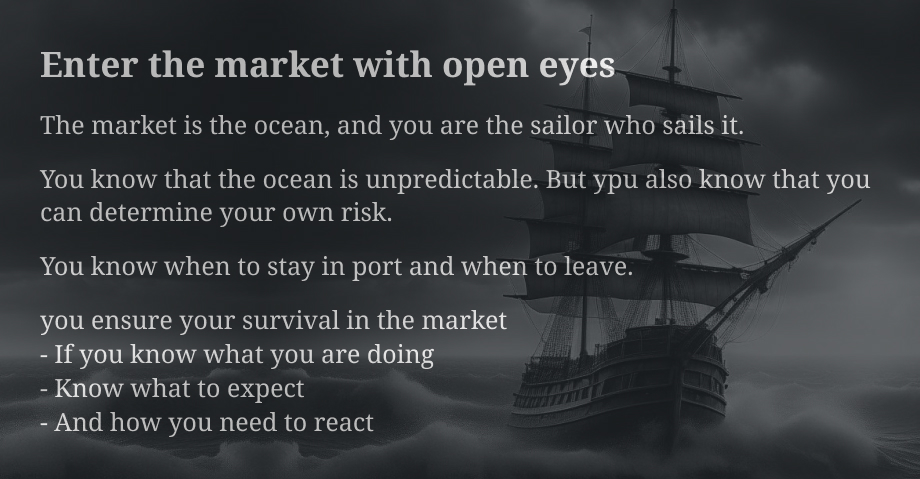 Enter the market with open eyes
The market is the ocean, and you are the sailor who sails it.
You know that the ocean is unpredictable. But ypu also know that you
can determine your own risk.
You know when to stay in port and when to leave.
you ensure your survival in the market
- If you know what you are doing
- Know what to expect
- And how you need to react